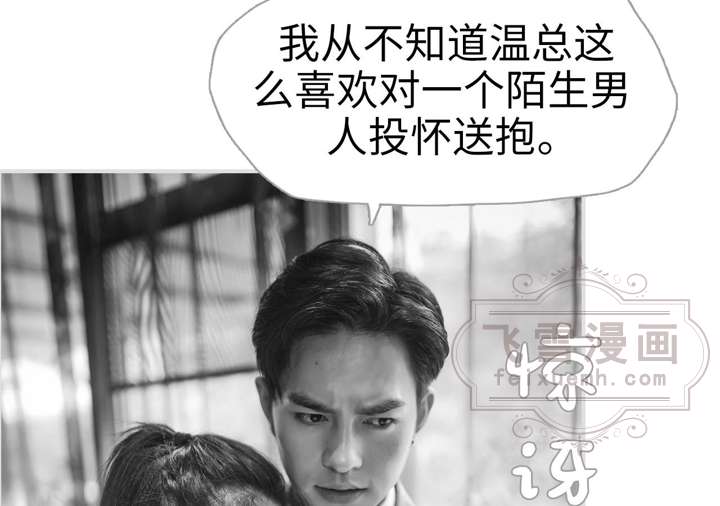 我从不知道温总这
么喜欢对一个陌生男
人投怀送抱。
飞雲漫画
feixuemh.com
惊
讶